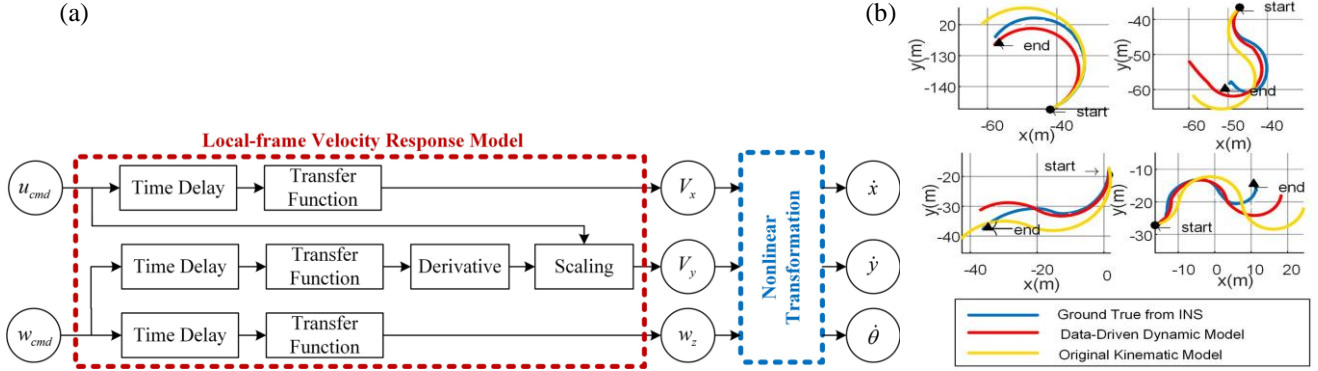 (a)
Local-frame Velocity Response Model
u_cmd
Time Delay
Transfer
Function
V_x
ẋ
Time Delay
Transfer
Function
Derivative
Scaling
V_y
ẏ
w_cmd
Time Delay
Transfer
Function
w_z
θ̇
Nonlinear
Transformation
(b)
20
-130
-140
y(m)
-60
-40
x(m)
end
start
-40
-50
-60
y(m)
-60
-50
-40
x(m)
start
end
-20
-30
-40
y(m)
-40
-20
0
x(m)
start
end
-10
-20
-30
y(m)
-10
0
10
20
x(m)
start
end
Ground True from INS
Data-Driven Dynamic Model
Original Kinematic Model